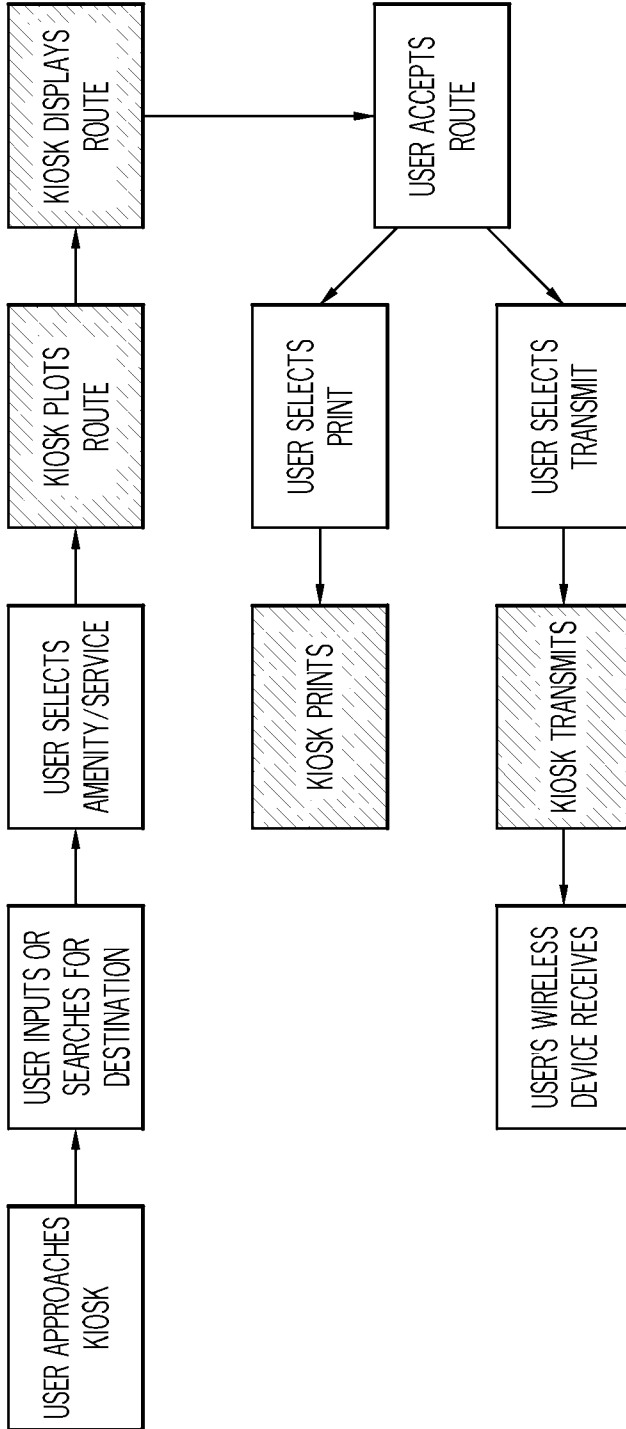 USER APPROACHES
KIOSK
USER INPUTS OR
SEARCHES FOR
DESTINATION
USER SELECTS
AMENITY/SERVICE
KIOSK PLOTS
ROUTE
KIOSK DISPLAYS
ROUTE
USER ACCEPTS
ROUTE
USER SELECTS
PRINT
KIOSK PRINTS
USER SELECTS
TRANSMIT
KIOSK TRANSMITS
USER'S WIRELESS
DEVICE RECEIVES